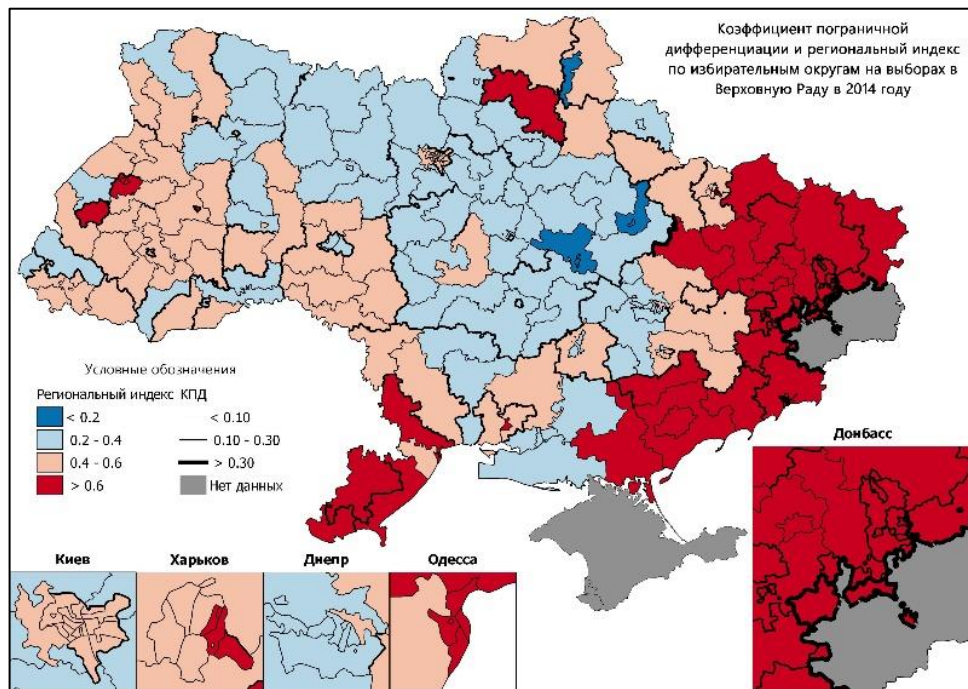 Коэффициент пограничной
дифференциации и региональный индекс
по избирательным округам на выборах в
Верховную Раду в 2014 году
Условные обозначения
Региональный индекс КПД
< 0.2 < 0.10
0.2 - 0.4 0.10 - 0.30
0.4 - 0.6 > 0.30
> 0.6 Нет данных
Донбасс
Киев Харьков Днепр Одесса